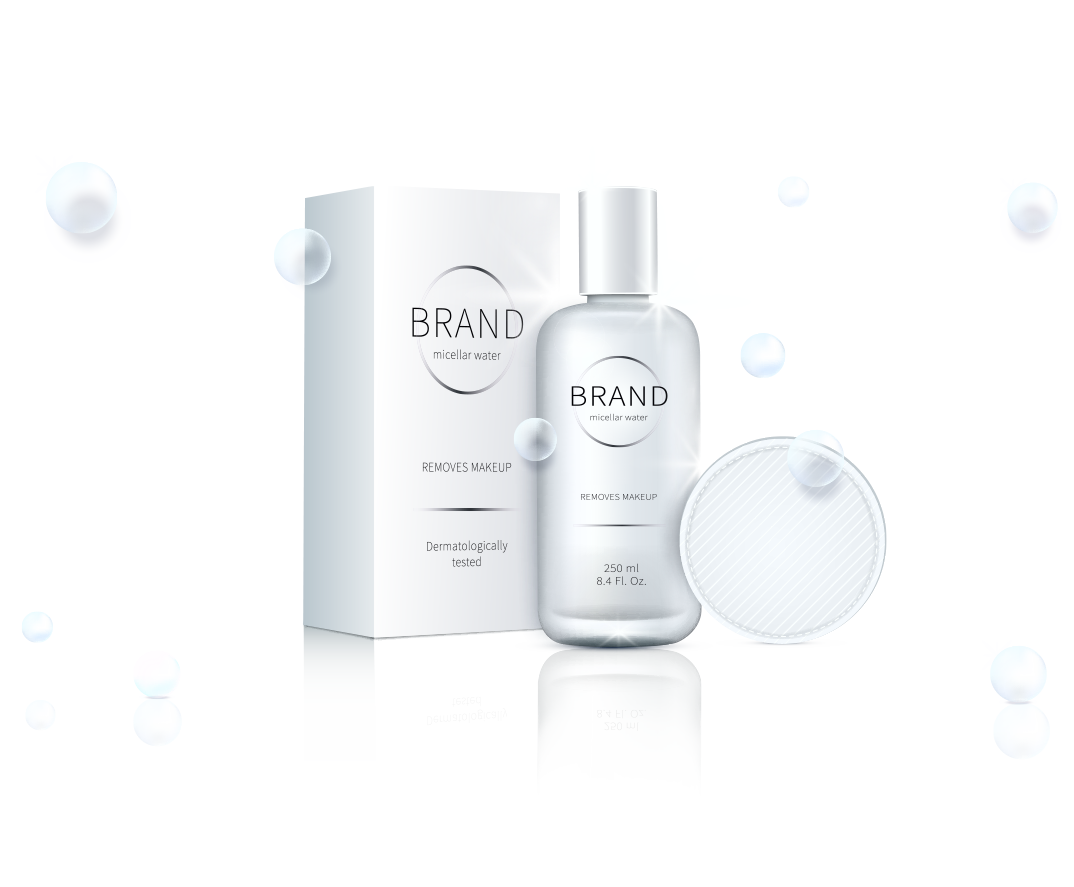 BRAND
micellar water
REMOVES MAKEUP
Dermatologically
tested
BRAND
micellar water
REMOVES MAKEUP
250 ml
8.4 Fl. Oz.